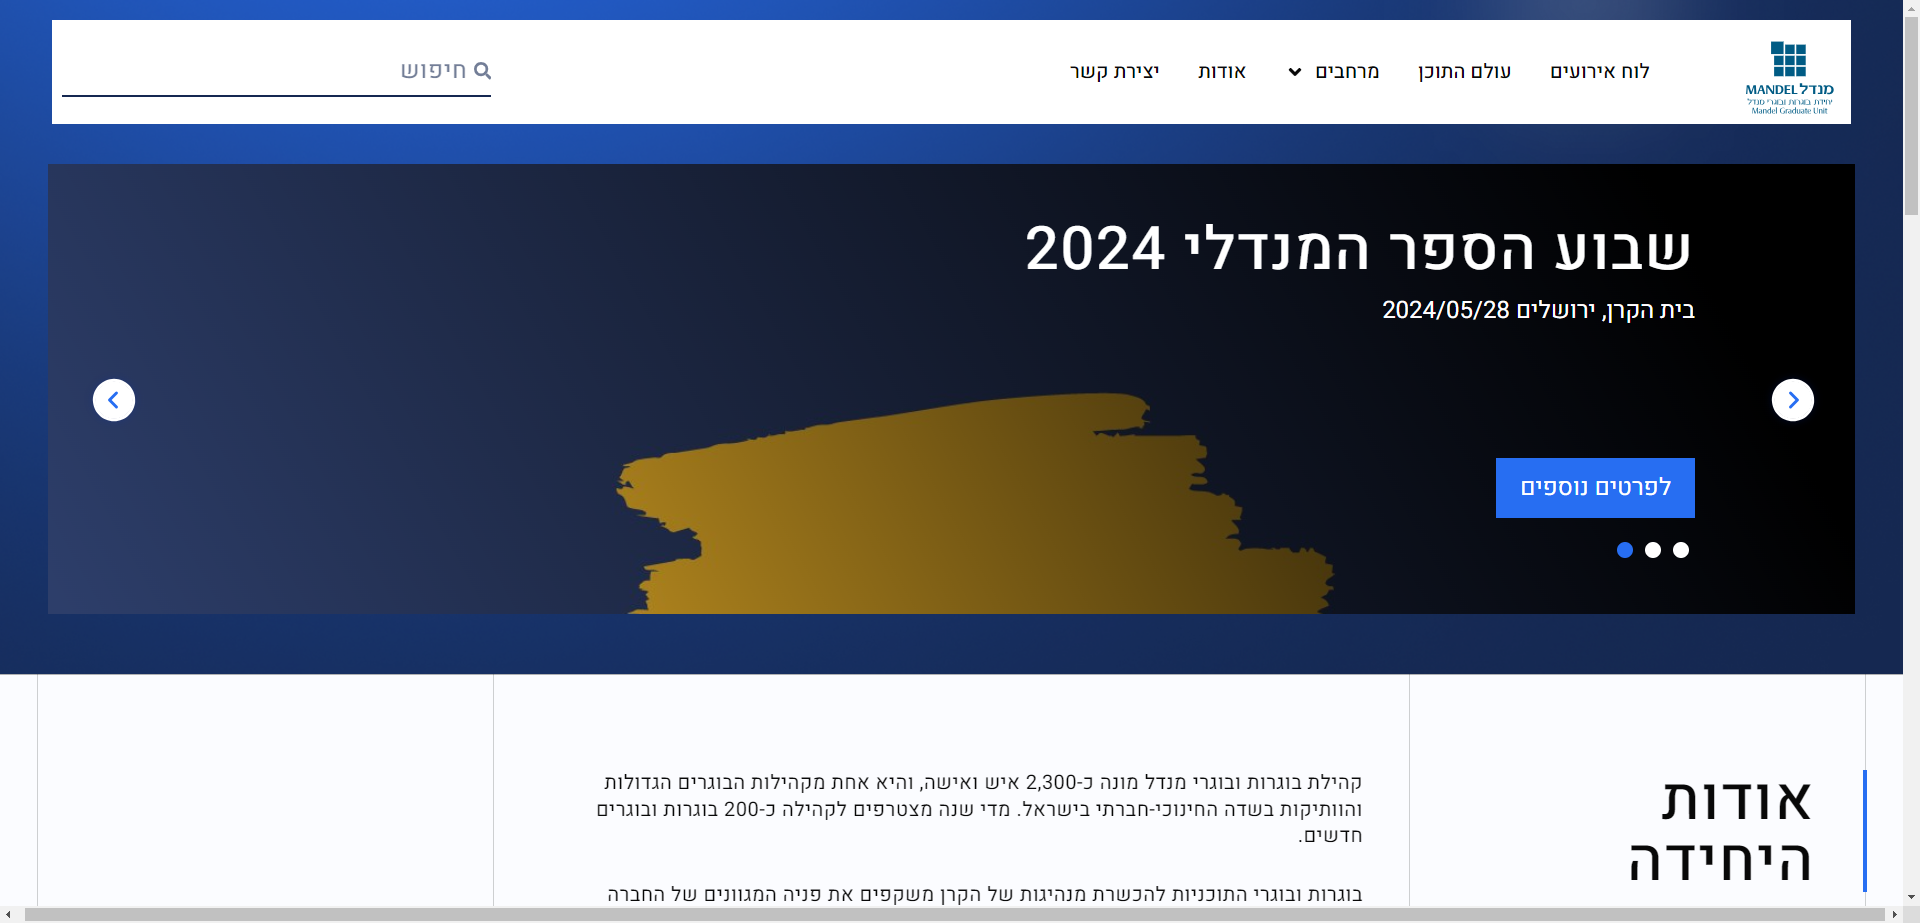 מנדל MANDEL
יחידת בוגרות ובוגרי מנדל
Mandel Graduate Unit
לוח אירועים
עולם התוכן
מרחבים
אודות
יצירת קשר
חיפוש
שבוע הספר המנדלי 2024
בית הקרן, ירושלים 2024/05/28
לפרטים נוספים
אודות
היחידה
קהילת בוגרות ובוגרי מנדל מונה כ-2,300 איש ואישה, והיא אחת מקהילות הבוגרים הגדולות
והוותיקות בשדה החינוכי-חברתי בישראל. מדי שנה מצטרפים לקהילה כ-200 בוגרות ובוגרים
חדשים.
בוגרות ובוגרי התוכניות להכשרת מנהיגות של הקרן משקפים את פניה המגוונים של החברה